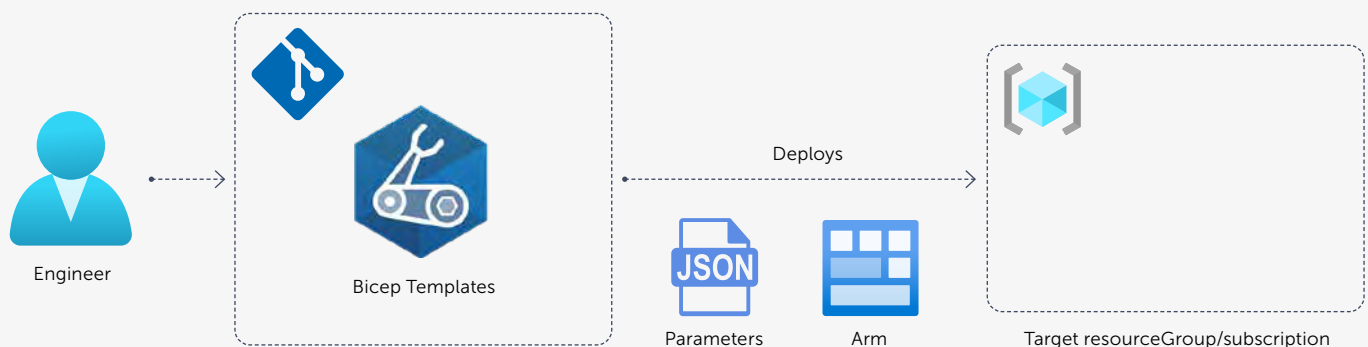 Engineer
Bicep Templates
Deploys
JSON
Parameters
Arm
Target resourceGroup/subscription